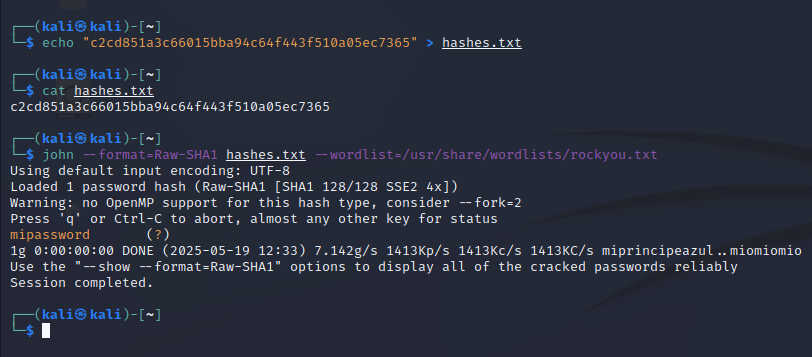 ┌──(kali㉿kali)-[~]
└─$ echo "c2cd851a3c66015bba94c64f443f510a05ec7365" > hashes.txt
┌──(kali㉿kali)-[~]
└─$ cat hashes.txt
c2cd851a3c66015bba94c64f443f510a05ec7365
┌──(kali㉿kali)-[~]
└─$ john --format=Raw-SHA1 hashes.txt --wordlist=/usr/share/wordlists/rockyou.txt
Using default input encoding: UTF-8
Loaded 1 password hash (Raw-SHA1 [SHA1 128/128 SSE2 4x])
Warning: no OpenMP support for this hash type, consider --fork=2
Press 'q' or Ctrl-C to abort, almost any other key for status
mipassword       (?)
1g 0:00:00:00 DONE (2025-05-19 12:33) 7.142g/s 1413Kp/s 1413Kc/s 1413KC/s miprincipeazul..miomiomio
Use the "--show --format=Raw-SHA1" options to display all of the cracked passwords reliably
Session completed.
┌──(kali㉿kali)-[~]
└─$